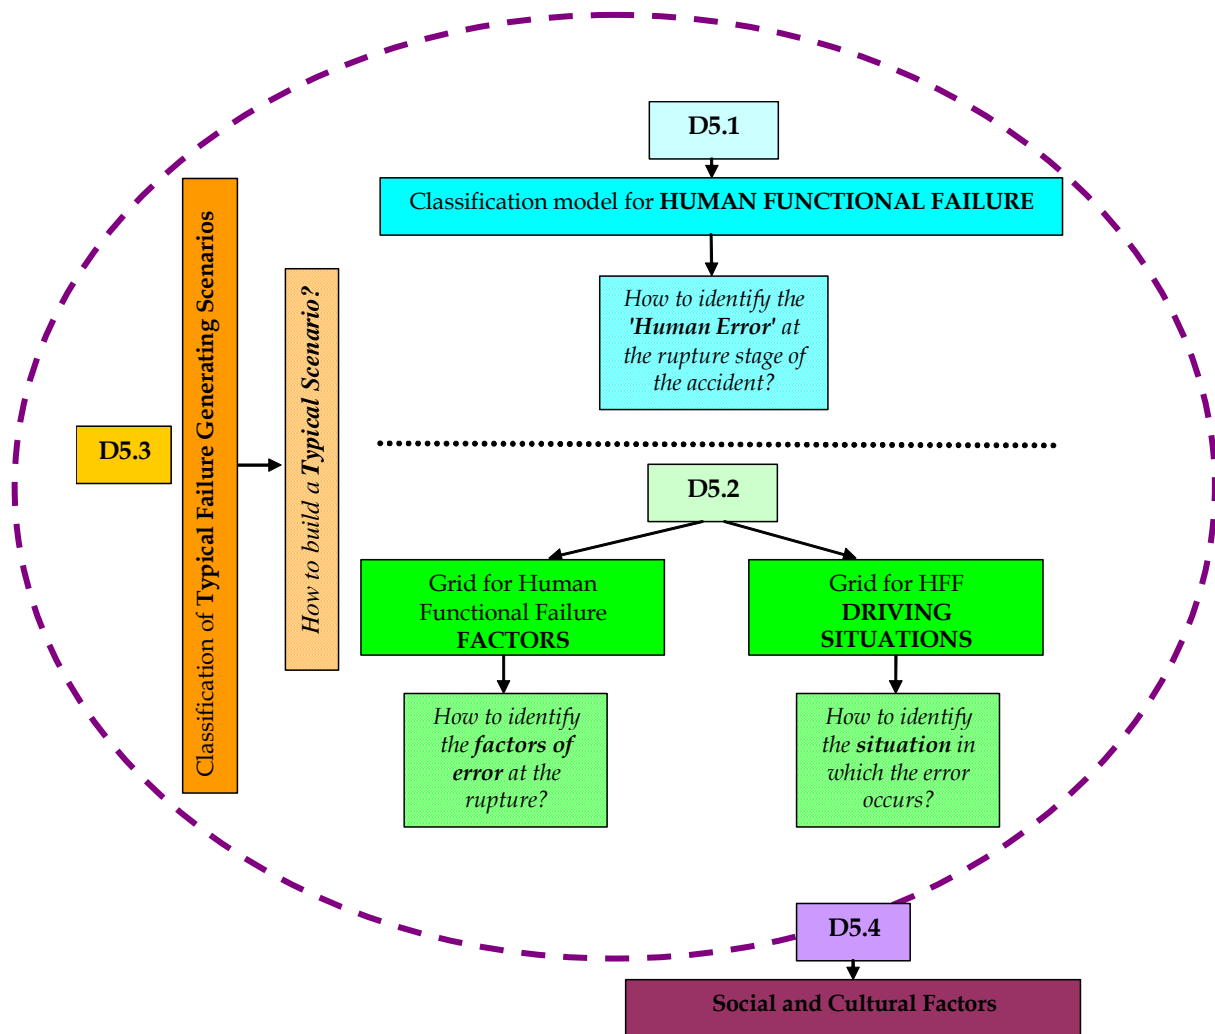 D5.1
Classification model for HUMAN FUNCTIONAL FAILURE
How to identify the
'Human Error' at
the rupture stage of
the accident?
D5.3
Classification of Typical Failure Generating Scenarios
How to build a Typical Scenario?
D5.2
Grid for Human
Functional Failure
FACTORS
Grid for HFF
DRIVING
SITUATIONS
How to identify
the factors of
error at the
rupture?
How to identify
the situation in
which the error
occurs?
D5.4
Social and Cultural Factors